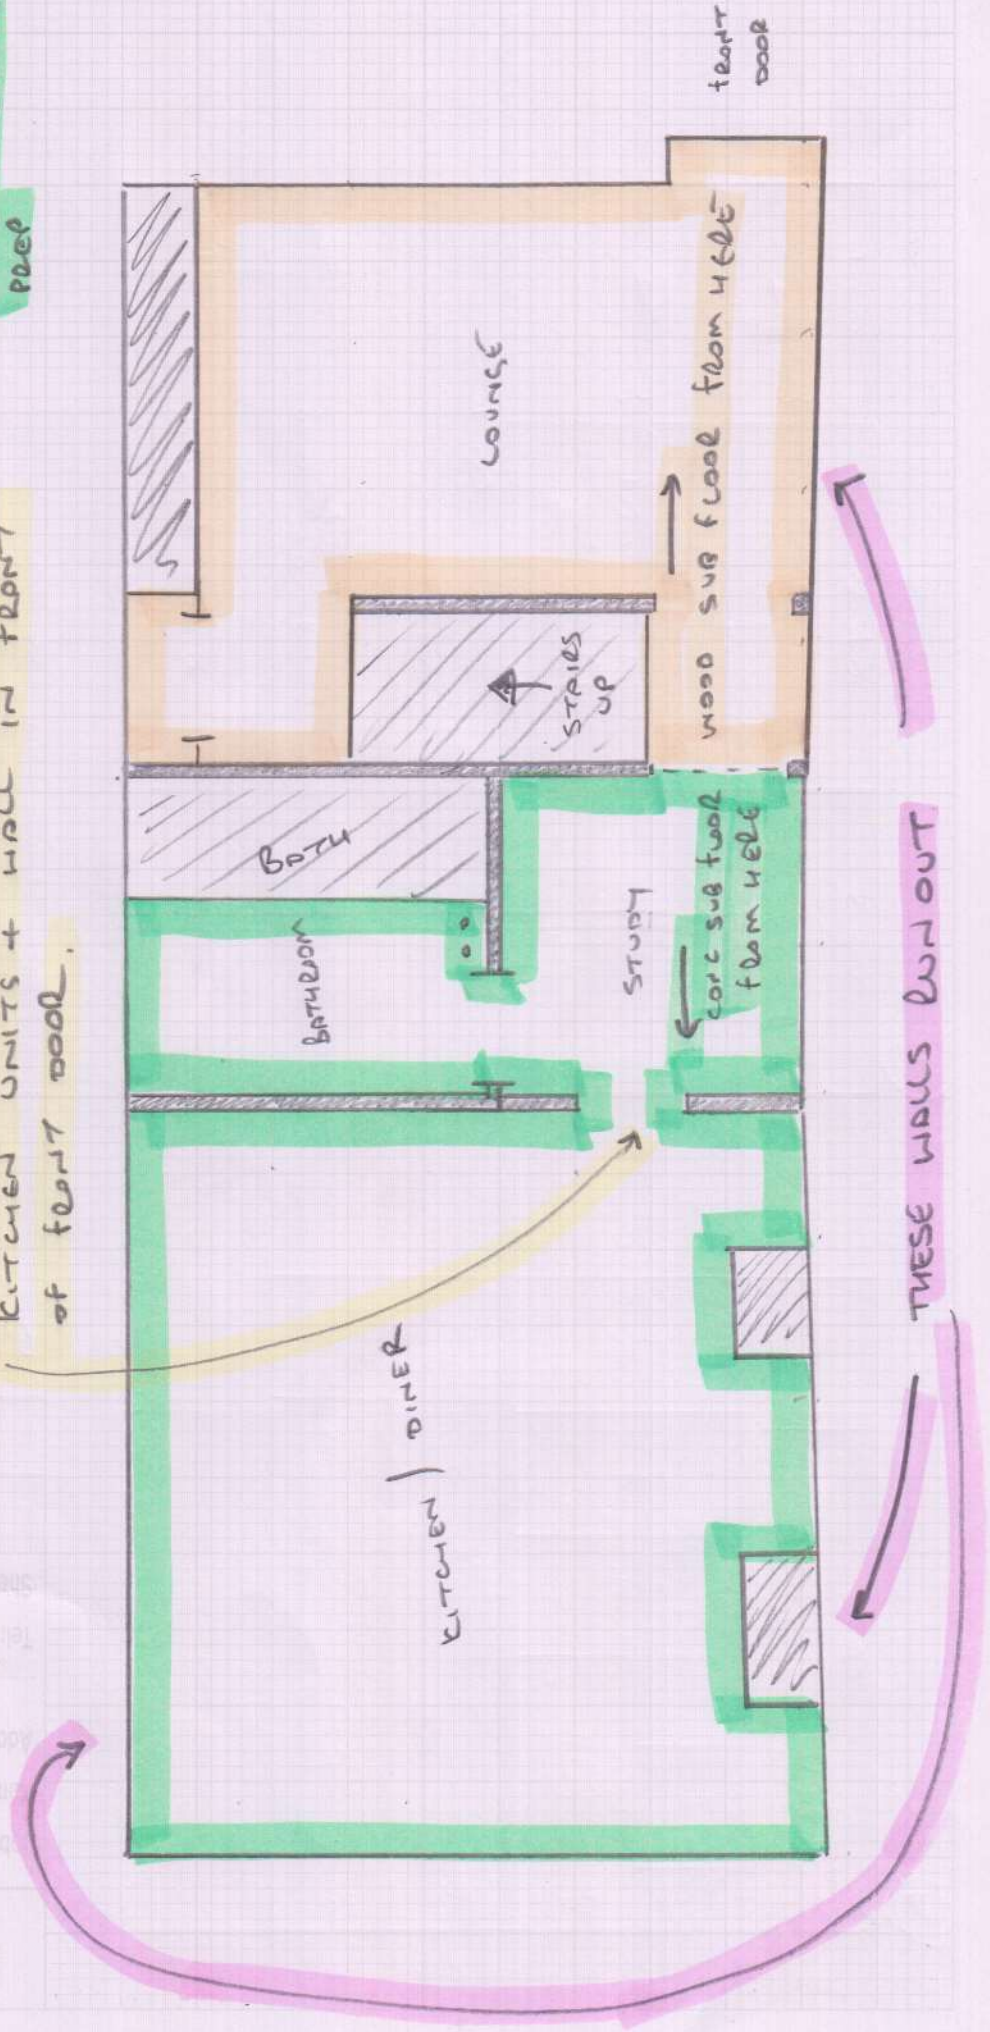 PREP
KITCHEN UNITS + WALL IN FRONT
OF FRONT DOOR.
FRONT
DOOR
LOUNGE
WOOD SUB FLOOR FROM HERE
STAIRS
UP
BATH
BATHROOM
STUDY
CONC SUB FLOOR
FROM HERE
KITCHEN / DINER
THESE WALLS RUN OUT